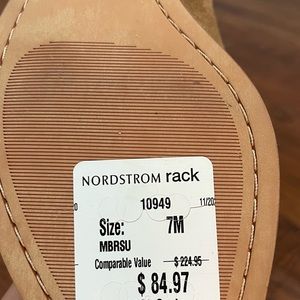 NORDSTROM rack
10949 11/20
Size: 7M
MBRSU
Comparable Value $ 224.95
$ 84.97